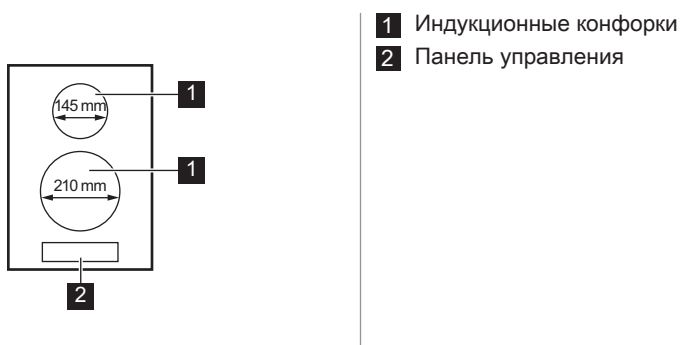 145 mm
1
210 mm
1
2
1 Индукционные конфорки
2 Панель управления